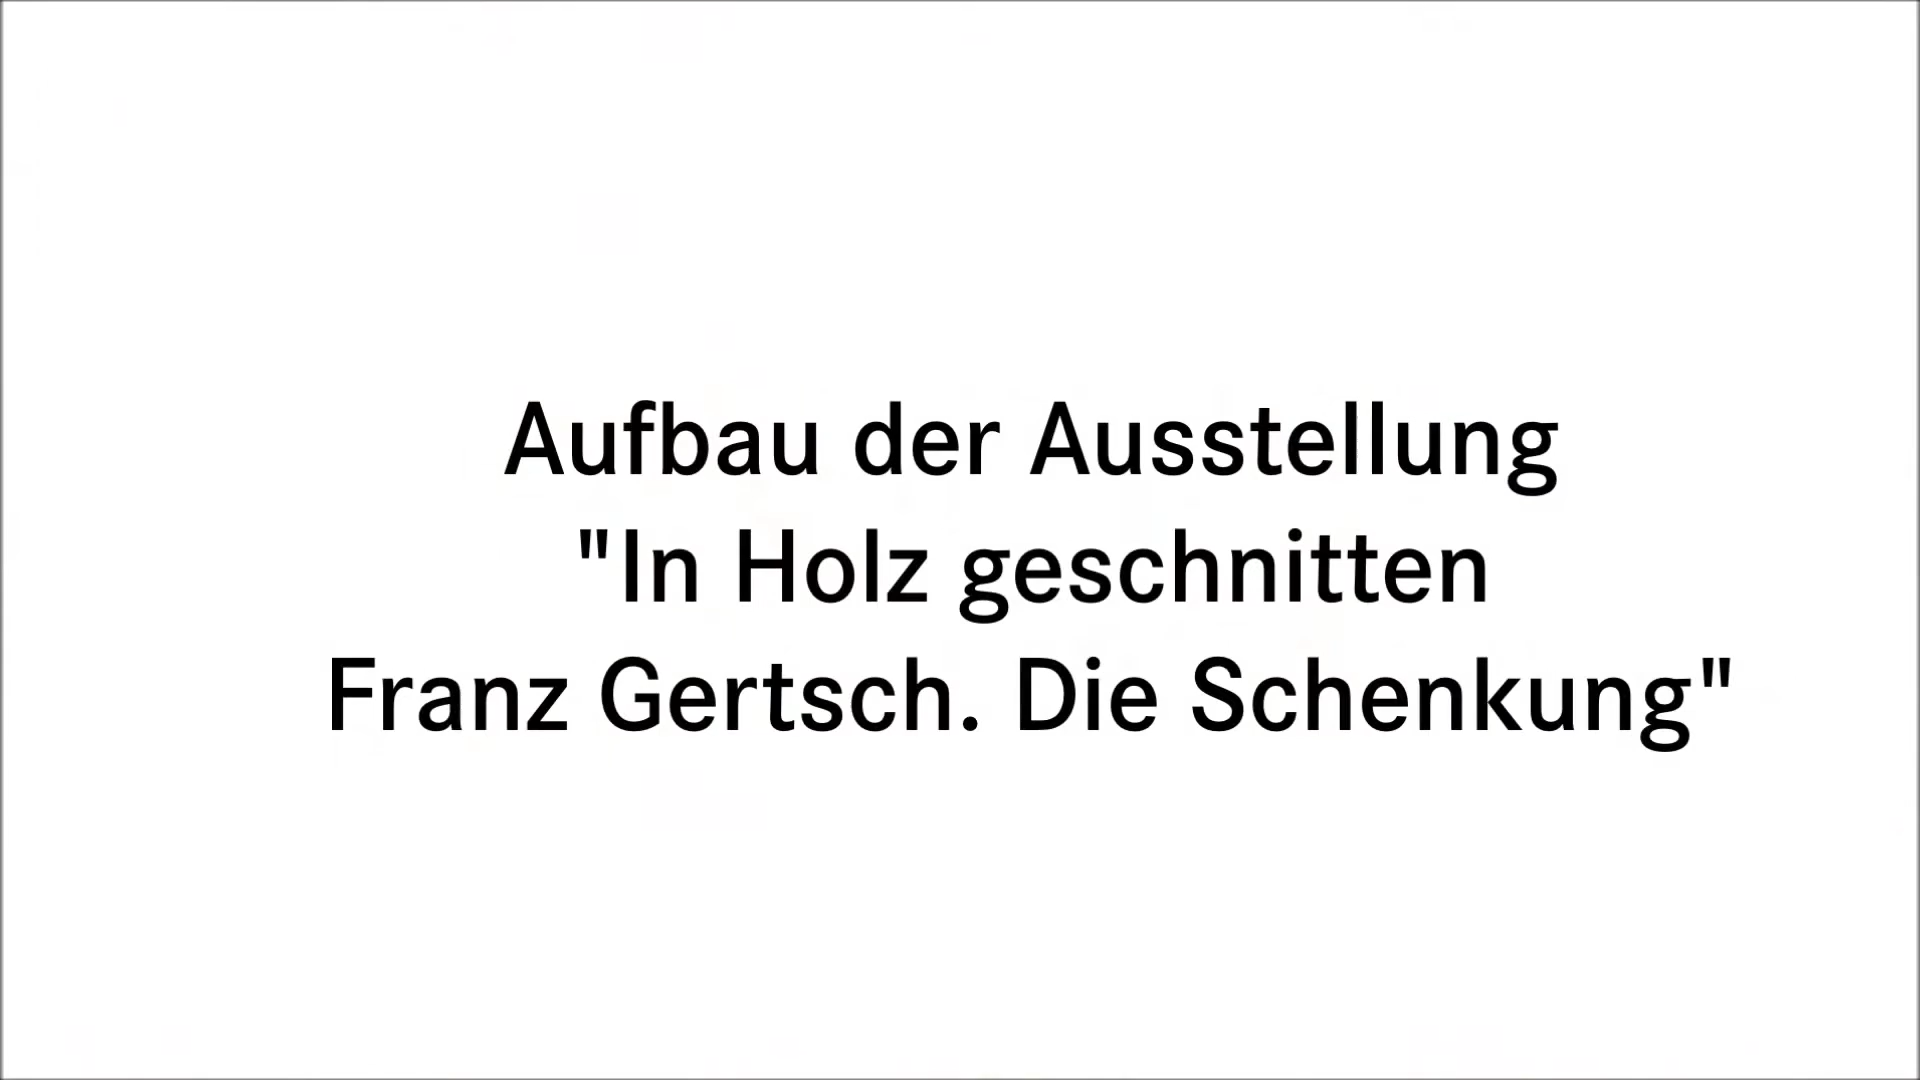 Aufbau der Ausstellung
"In Holz geschnitten
Franz Gertsch. Die Schenkung"